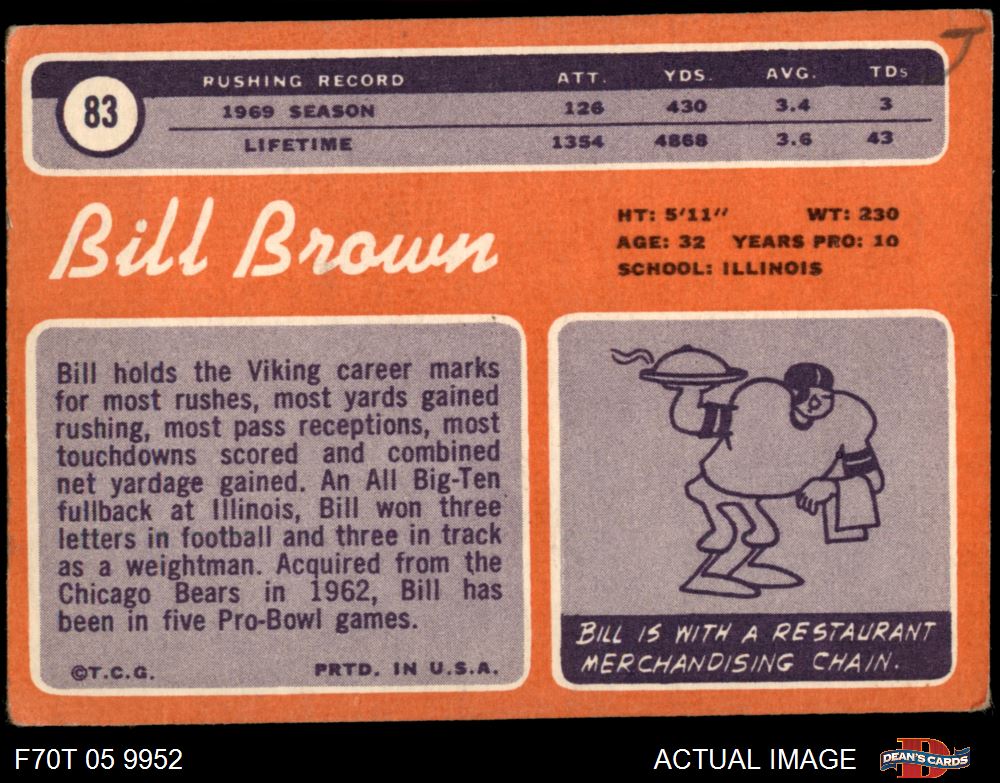 J
83
RUSHING RECORD ATT. YDS. AVG. TDs
1969 SEASON 126 430 3.4 3
LIFETIME 1354 4868 3.6 43
Bill Brown
HT: 5'11" WT: 230
AGE: 32 YEARS PRO: 10
SCHOOL: ILLINOIS
Bill holds the Viking career marks
for most rushes, most yards gained
rushing, most pass receptions, most
touchdowns scored and combined
net yardage gained. An All Big-Ten
fullback at Illinois, Bill won three
letters in football and three in track
as a weightman. Acquired from the
Chicago Bears in 1962, Bill has
been in five Pro-Bowl games.
©T.C.G. PRTD. IN U.S.A.
BILL IS WITH A RESTAURANT
MERCHANDISING CHAIN.
F70T 05 9952 ACTUAL IMAGE DEAN'S CARDS